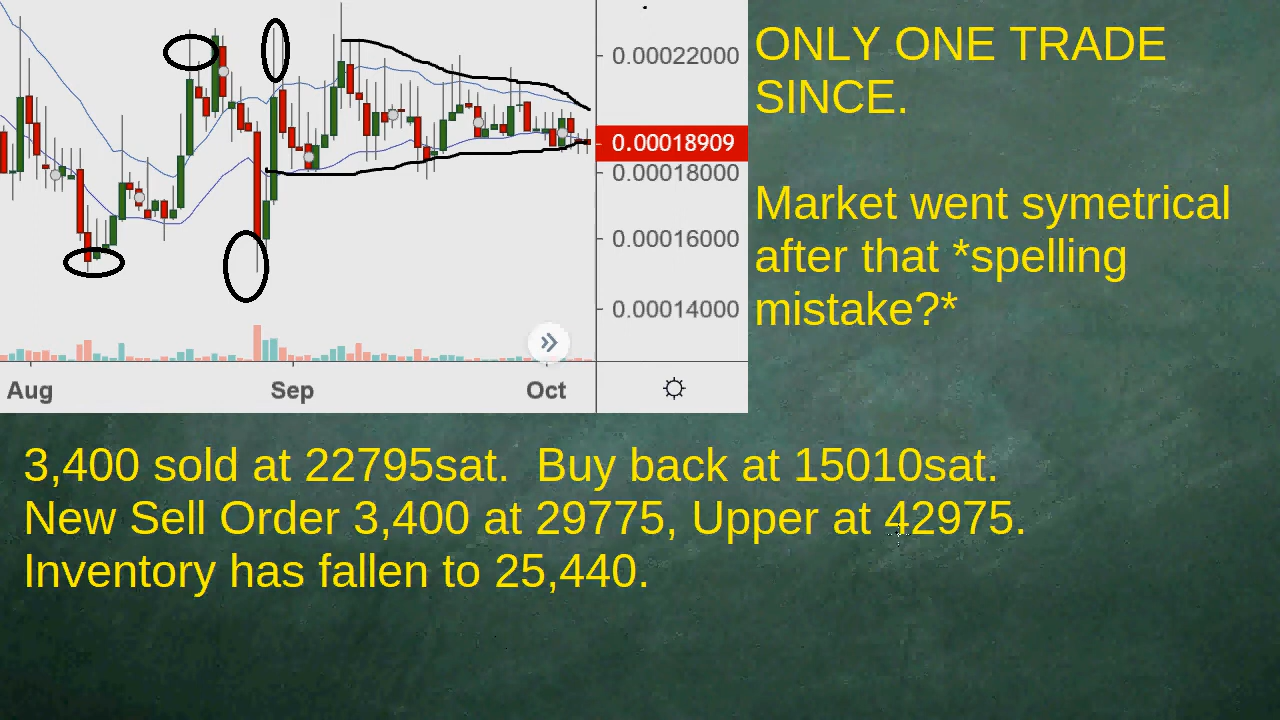 0.00022000
0.00018909
0.00018000
0.00016000
0.00014000
Aug Sep Oct
ONLY ONE TRADE
SINCE.
Market went symetrical
after that *spelling
mistake?*
3,400 sold at 22795sat.  Buy back at 15010sat.
New Sell Order 3,400 at 29775, Upper at 42975.
Inventory has fallen to 25,440.